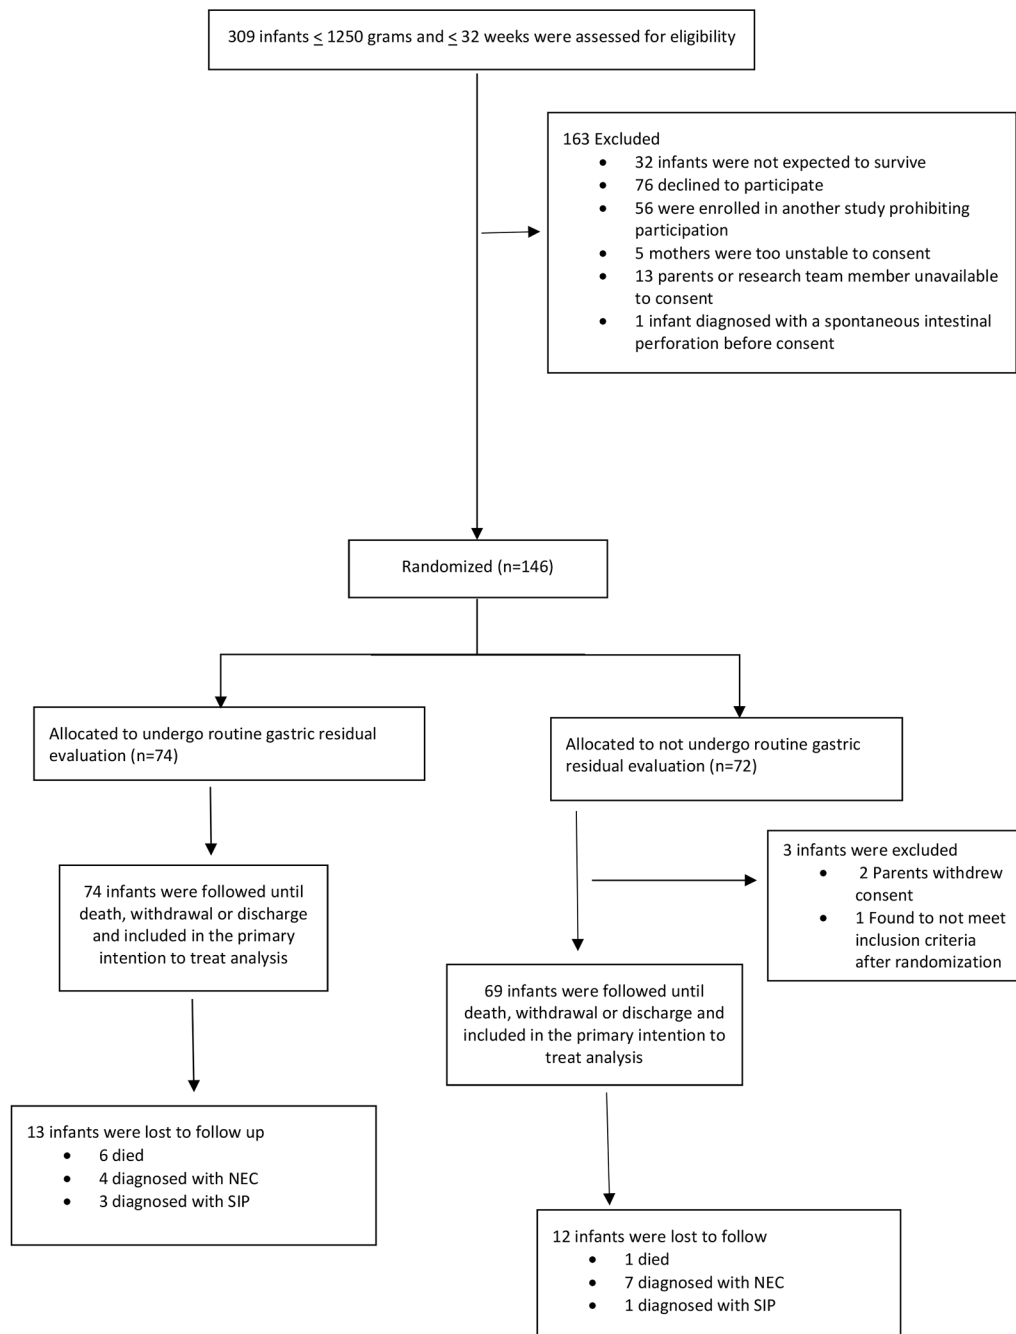 309 infants ≤ 1250 grams and ≤ 32 weeks were assessed for eligibility
163 Excluded
• 32 infants were not expected to survive
• 76 declined to participate
• 56 were enrolled in another study prohibiting
participation
• 5 mothers were too unstable to consent
• 13 parents or research team member unavailable
to consent
• 1 infant diagnosed with a spontaneous intestinal
perforation before consent
Randomized (n=146)
Allocated to undergo routine gastric residual
evaluation (n=74)
Allocated to not undergo routine gastric
residual evaluation (n=72)
3 infants were excluded
• 2 Parents withdrew
consent
• 1 Found to not meet
inclusion criteria
after randomization
74 infants were followed until
death, withdrawal or discharge
and included in the primary
intention to treat analysis
69 infants were followed until
death, withdrawal or discharge and
included in the primary intention to
treat analysis
13 infants were lost to follow up
• 6 died
• 4 diagnosed with NEC
• 3 diagnosed with SIP
12 infants were lost to follow
• 1 died
• 7 diagnosed with NEC
• 1 diagnosed with SIP